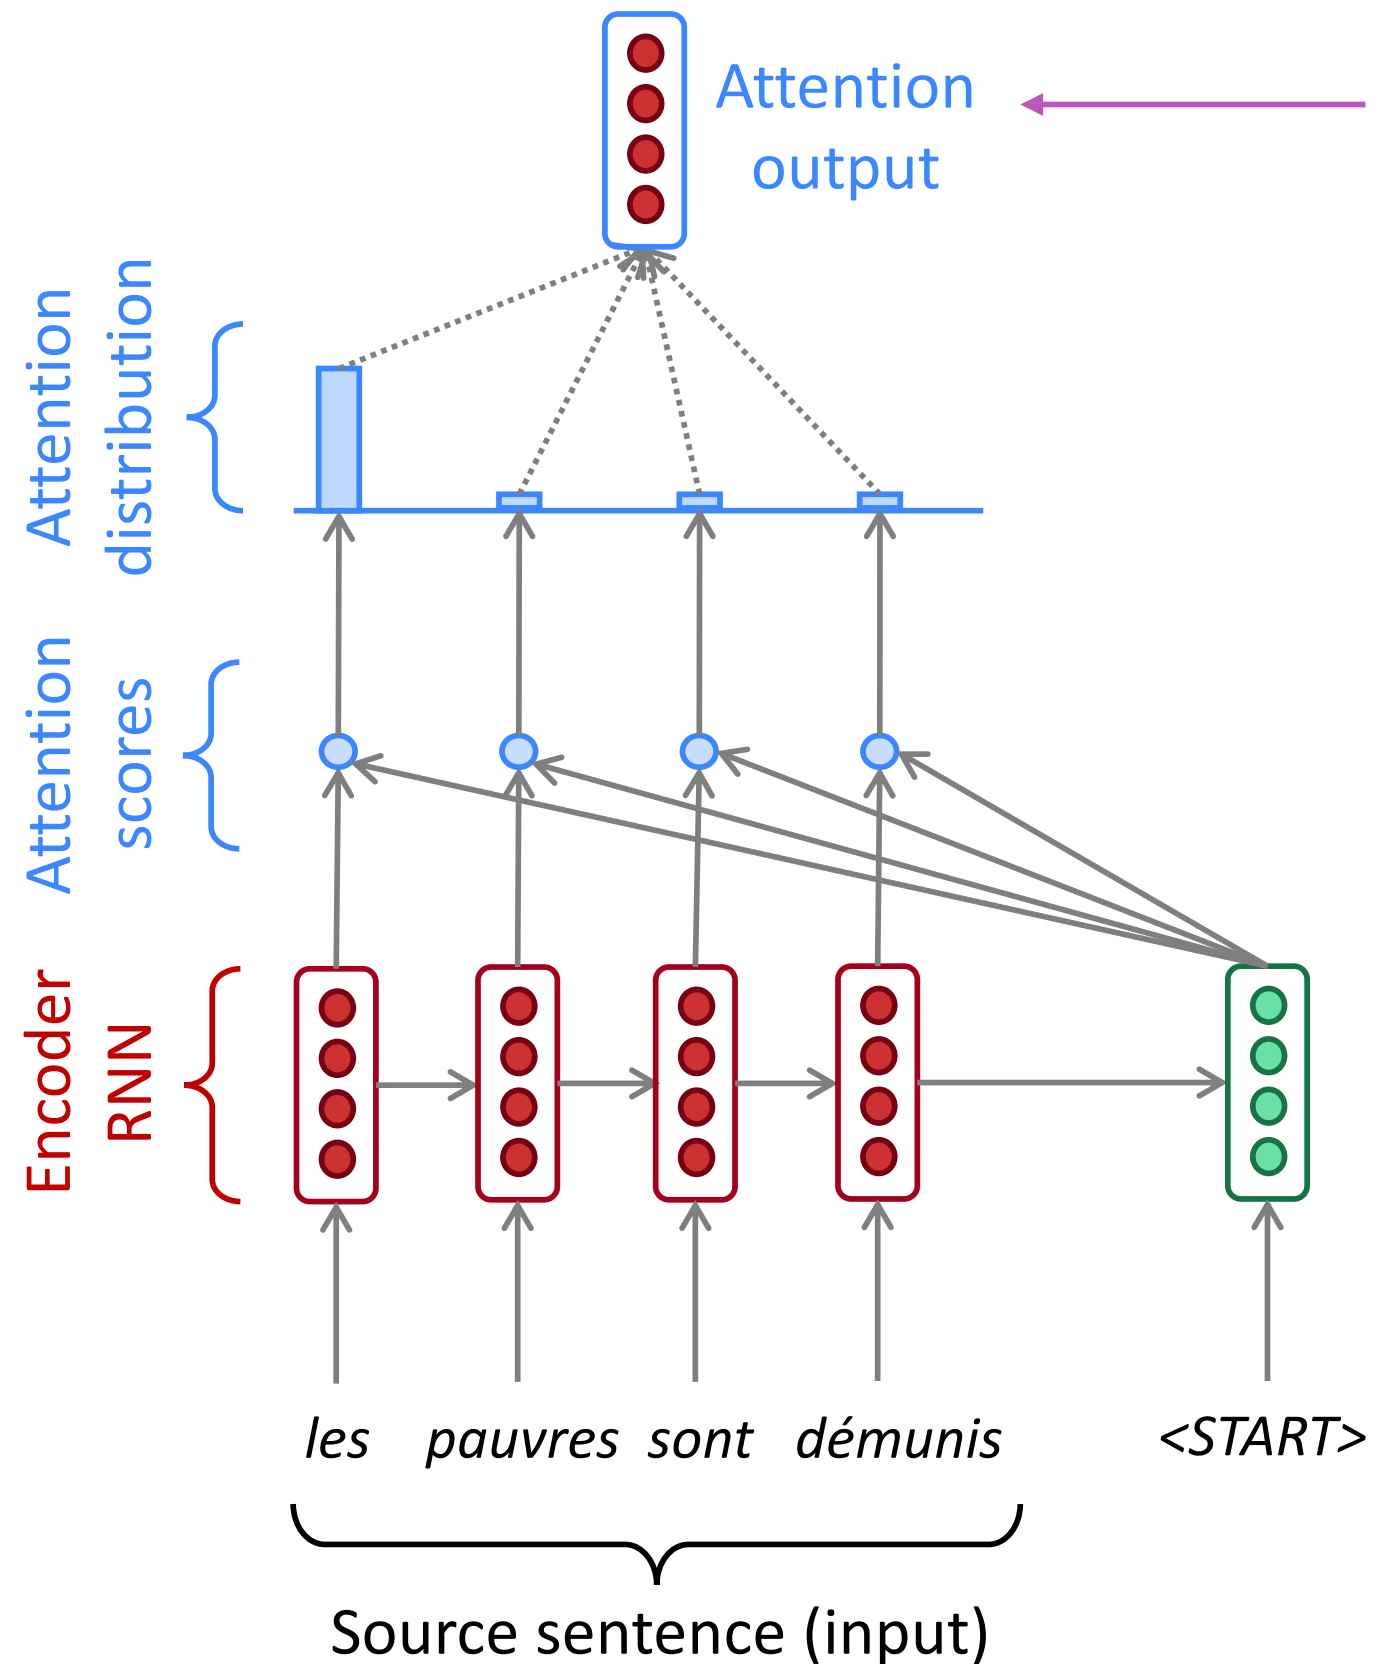 Attention
output
Attention
distribution
Attention
scores
Encoder
RNN
les pauvres sont démunis <START>
Source sentence (input)